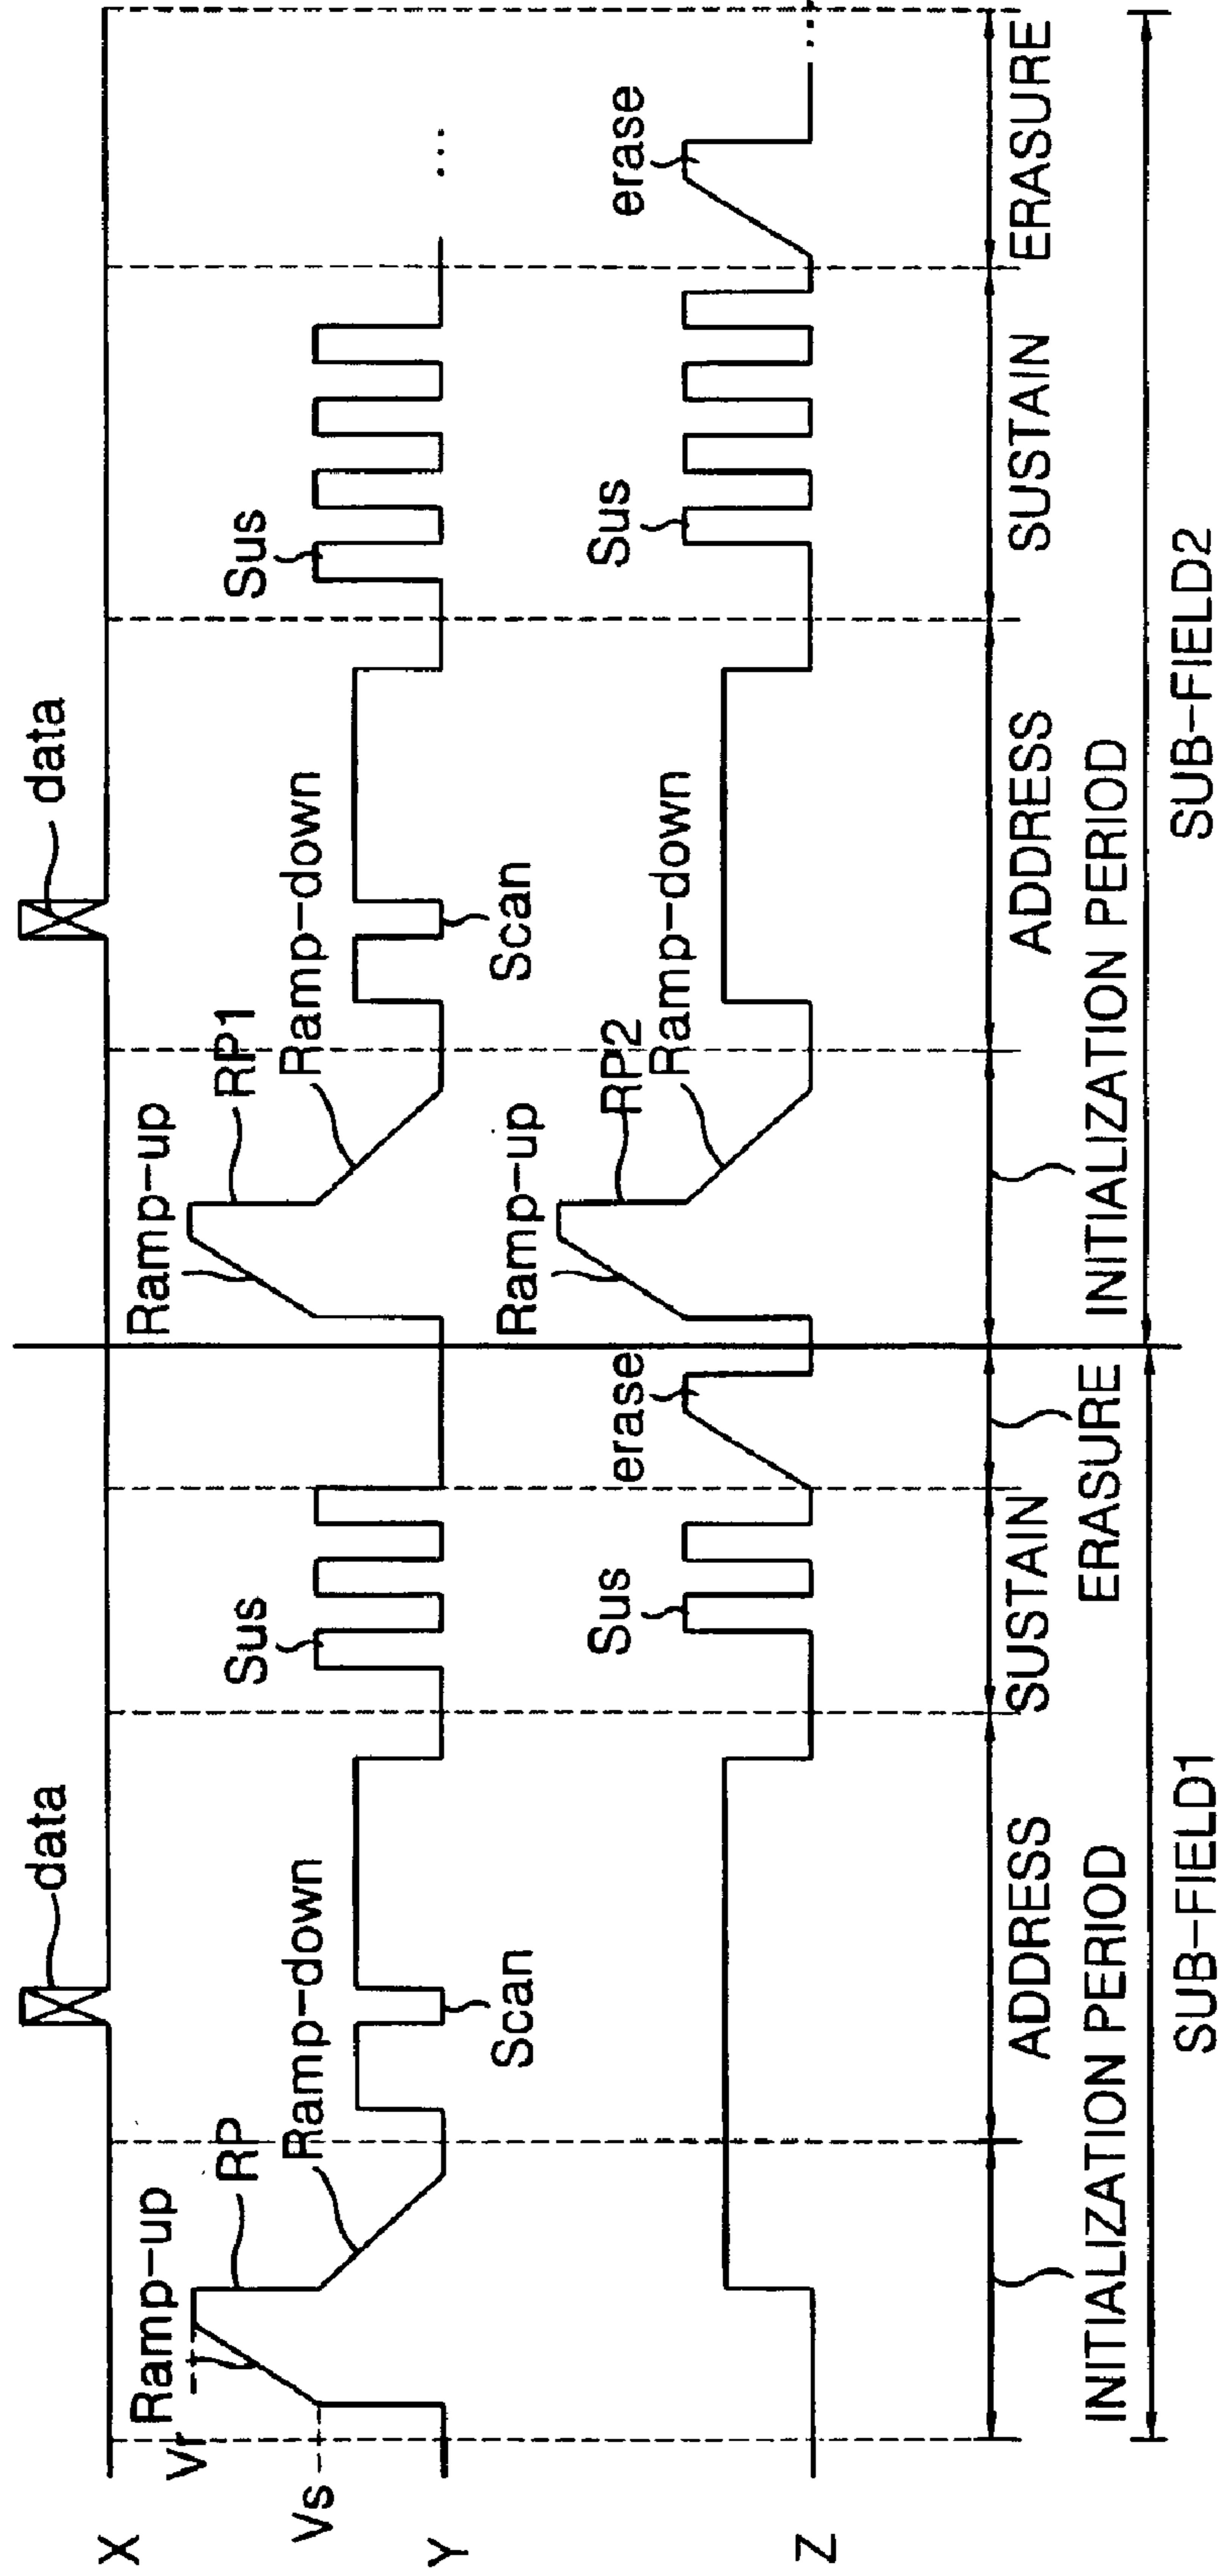 X
data
data
Vr
Vs
Ramp-up
RP
Ramp-down
Scan
Sus
Ramp-up
RP1
Ramp-down
Scan
Sus
...
Y
Sus
erase
Ramp-up
RP2
Ramp-down
Sus
erase
...
Z
ADDRESS
SUSTAIN
ADDRESS
SUSTAIN
ERASURE
INITIALIZATION PERIOD
ERASURE
INITIALIZATION PERIOD
SUB-FIELD1
SUB-FIELD2